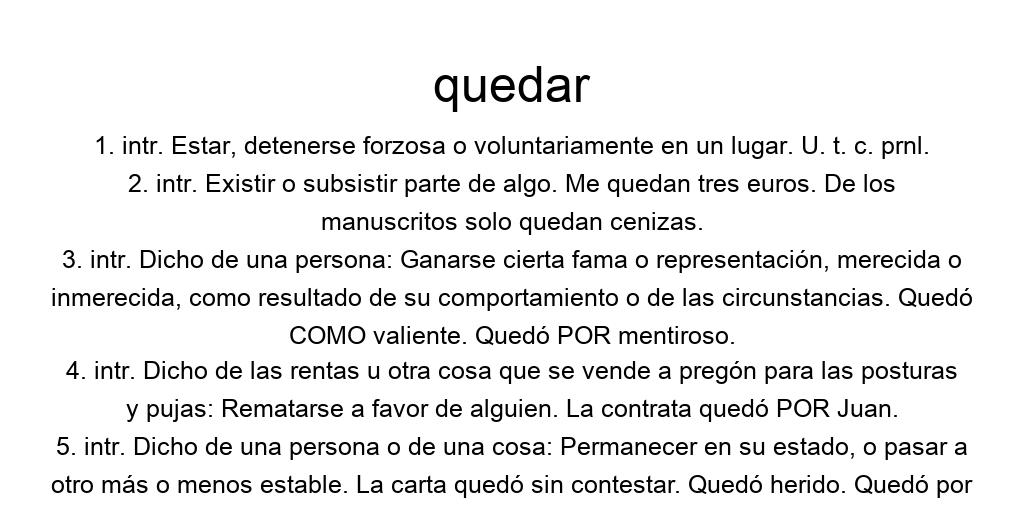 quedar
1. intr. Estar, detenerse forzosa o voluntariamente en un lugar. U. t. c. prnl.
2. intr. Existir o subsistir parte de algo. Me quedan tres euros. De los
manuscritos solo quedan cenizas.
3. intr. Dicho de una persona: Ganarse cierta fama o representación, merecida o
inmerecida, como resultado de su comportamiento o de las circunstancias. Quedó
COMO valiente. Quedó POR mentiroso.
4. intr. Dicho de las rentas u otra cosa que se vende a pregón para las posturas
y pujas: Rematarse a favor de alguien. La contrata quedó POR Juan.
5. intr. Dicho de una persona o de una cosa: Permanecer en su estado, o pasar a
otro más o menos estable. La carta quedó sin contestar. Quedó herido. Quedó por